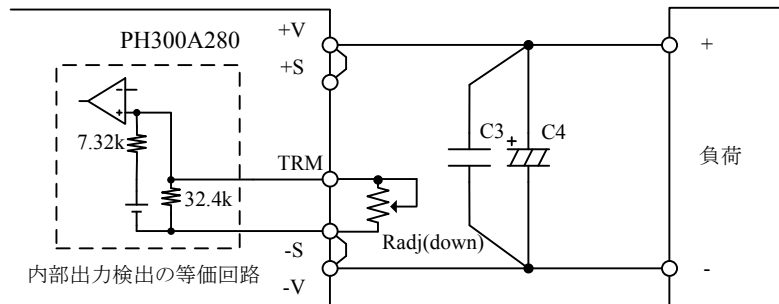 PH300A280
+V
+S
7.32k
32.4k
TRM
Radj(down)
-S
-V
内部出力検出の等価回路
C3
+
C4
+
負荷
-